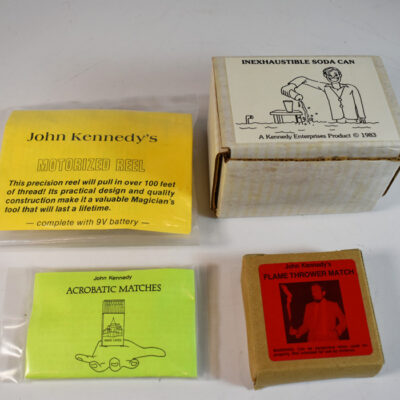 INEXHAUSTIBLE SODA CAN
A Kennedy Enterprises Product © 1983
John Kennedy's
MOTORIZED REEL
This precision reel will pull in over 100 feet
of thread! Its practical design and quality
construction make it a valuable Magician's
tool that will last a lifetime.
— complete with 9V battery —
John Kennedy
ACROBATIC MATCHES
John Kennedy's
FLAME THROWER MATCH